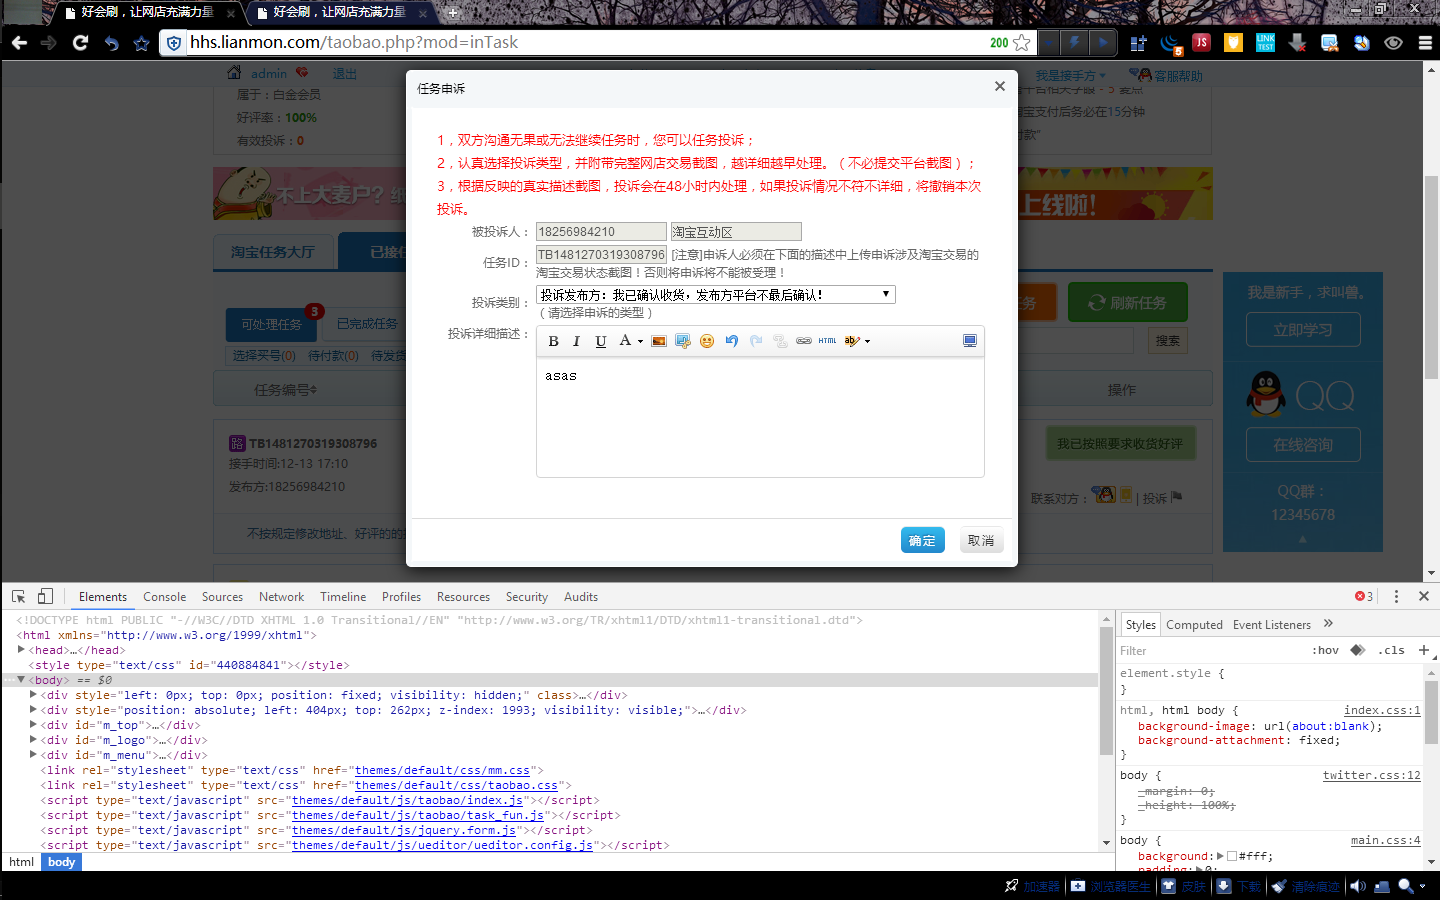 好会刷，让网店充满力量
好会刷，让网店充满力量
hhs.lianmon.com/taobao.php?mod=inTask
200
JS
LINK TEST
5
admin
退出
我是接手方
客服帮助
属于：白金会员
好评率：100%
有效投诉：0
淘宝支付后务必在15分钟
付款"
不上大麦户？
上线啦！
淘宝任务大厅
已接任
可处理任务
3
已完成任务
选择买号(0) 待付款(0) 待发货
任务
刷新任务
搜索
任务编号
操作
TB1481270319308796
接手时间:12-13 17:10
发布方:18256984210
我已按照要求收货好评
联系对方：
| 投诉
不按规定修改地址、好评的的
我是新手，求叫兽。
立即学习
QQ
在线咨询
QQ群：
12345678
任务申诉
1，双方沟通无果或无法继续任务时，您可以任务投诉；
2，认真选择投诉类型，并附带完整网店交易截图，越详细越早处理。（不必提交平台截图）；
3，根据反映的真实描述截图，投诉会在48小时内处理，如果投诉情况不符不详细，将撤销本次
投诉。
被投诉人：
18256984210
淘宝互动区
任务ID：
TB1481270319308796
[注意]申诉人必须在下面的描述中上传申诉涉及淘宝交易的
淘宝交易状态截图！否则将申诉将不能被受理！
投诉类别：
投诉发布方: 我已确认收货，发布方平台不最后确认!
（请选择申诉的类型）
投诉详细描述：
B I U A HTML ab
asas
确定
取消
Elements Console Sources Network Timeline Profiles Resources Security Audits
3
<!DOCTYPE html PUBLIC "-//W3C//DTD XHTML 1.0 Transitional//EN" "http://www.w3.org/TR/xhtml1/DTD/xhtml1-transitional.dtd">
<html xmlns="http://www.w3.org/1999/xhtml">
<head>…</head>
<style type="text/css" id="440884841"></style>
<body> == $0
<div style="left: 0px; top: 0px; position: fixed; visibility: hidden;" class>…</div>
<div style="position: absolute; left: 404px; top: 262px; z-index: 1993; visibility: visible;">…</div>
<div id="m_top">…</div>
<div id="m_logo">…</div>
<div id="m_menu">…</div>
<link rel="stylesheet" type="text/css" href="themes/default/css/mm.css">
<link rel="stylesheet" type="text/css" href="themes/default/css/taobao.css">
<script type="text/javascript" src="themes/default/js/taobao/index.js"></script>
<script type="text/javascript" src="themes/default/js/taobao/task_fun.js"></script>
<script type="text/javascript" src="themes/default/js/jquery.form.js"></script>
<script type="text/javascript" src="themes/default/js/ueditor/ueditor.config.js"></script>
html body
Styles Computed Event Listeners »
Filter
:hov .cls +
element.style {
}
html, html body {
index.css:1
background-image: url(about:blank);
background-attachment: fixed;
}
body {
twitter.css:12
_margin: 0;
_height: 100%;
}
body {
main.css:4
background: #fff;
padding: 0;
加速器
浏览器医生
皮肤
下载
清除痕迹